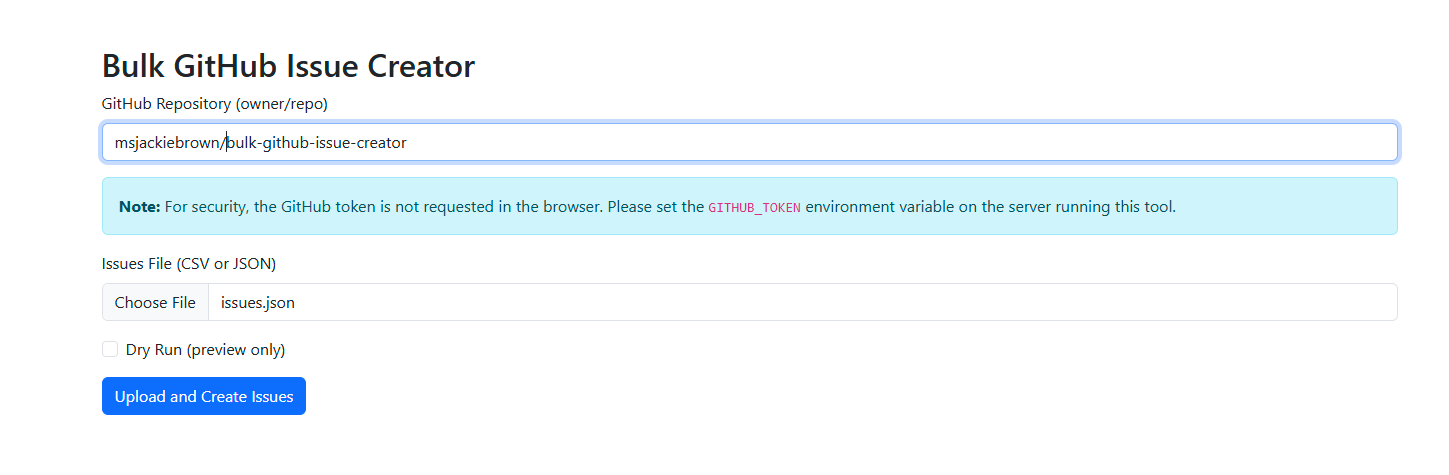 Bulk GitHub Issue Creator
GitHub Repository (owner/repo)
msjackiebrown/bulk-github-issue-creator
Note: For security, the GitHub token is not requested in the browser. Please set the GITHUB_TOKEN environment variable on the server running this tool.
Issues File (CSV or JSON)
Choose File issues.json
Dry Run (preview only)
Upload and Create Issues